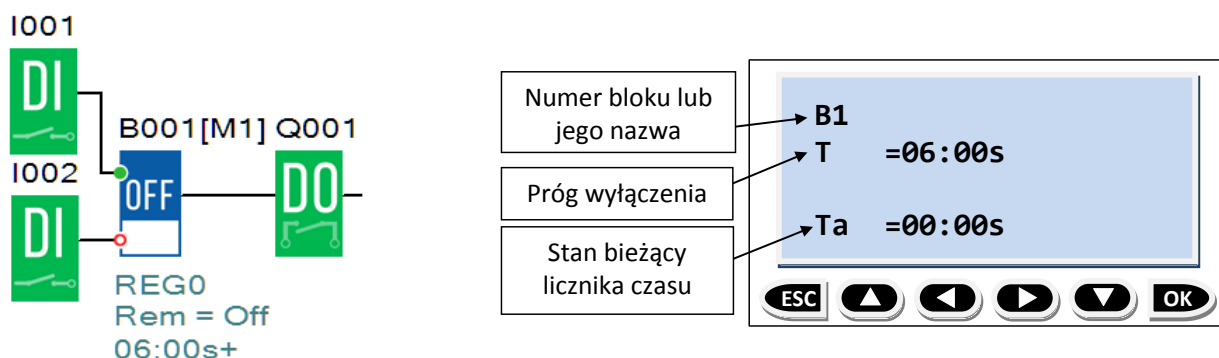 I001
DI
B001[M1] Q001
I002
OFF
DO
DI
REG0
Rem = Off
06:00s+
Numer bloku lub
jego nazwa
Próg wyłączenia
Stan bieżący
licznika czasu
B1
T =06:00s
Ta =00:00s
ESC
OK